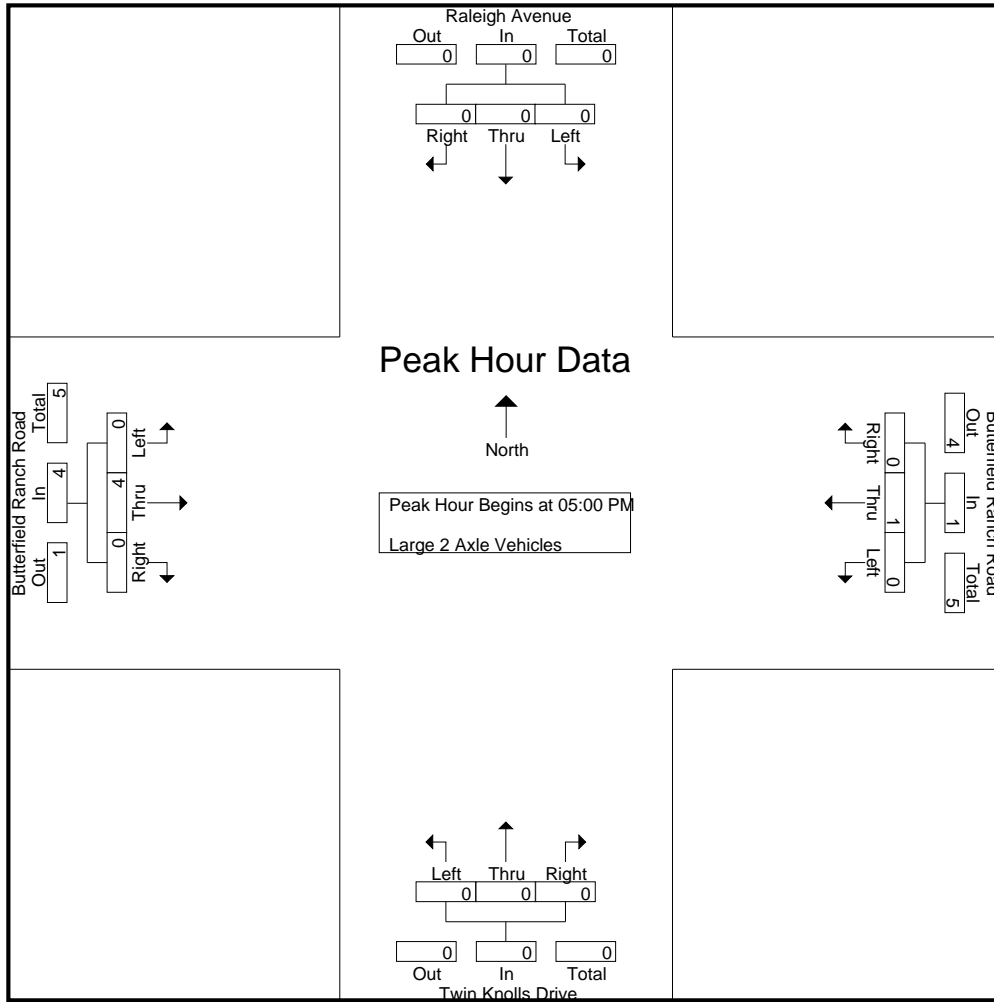 Raleigh Avenue
Out In Total
0 0 0
0 0 0
Right Thru Left
Peak Hour Data
North
Peak Hour Begins at 05:00 PM
Large 2 Axle Vehicles
Butterfield Ranch Road
Out In Total
1 4 5
Right Thru Left
0 4 0
Butterfield Ranch Road
Out In Total
4 1 5
Right Thru Left
0 1 0
Left Thru Right
0 0 0
0 0 0
Out In Total
Twin Knolls Drive